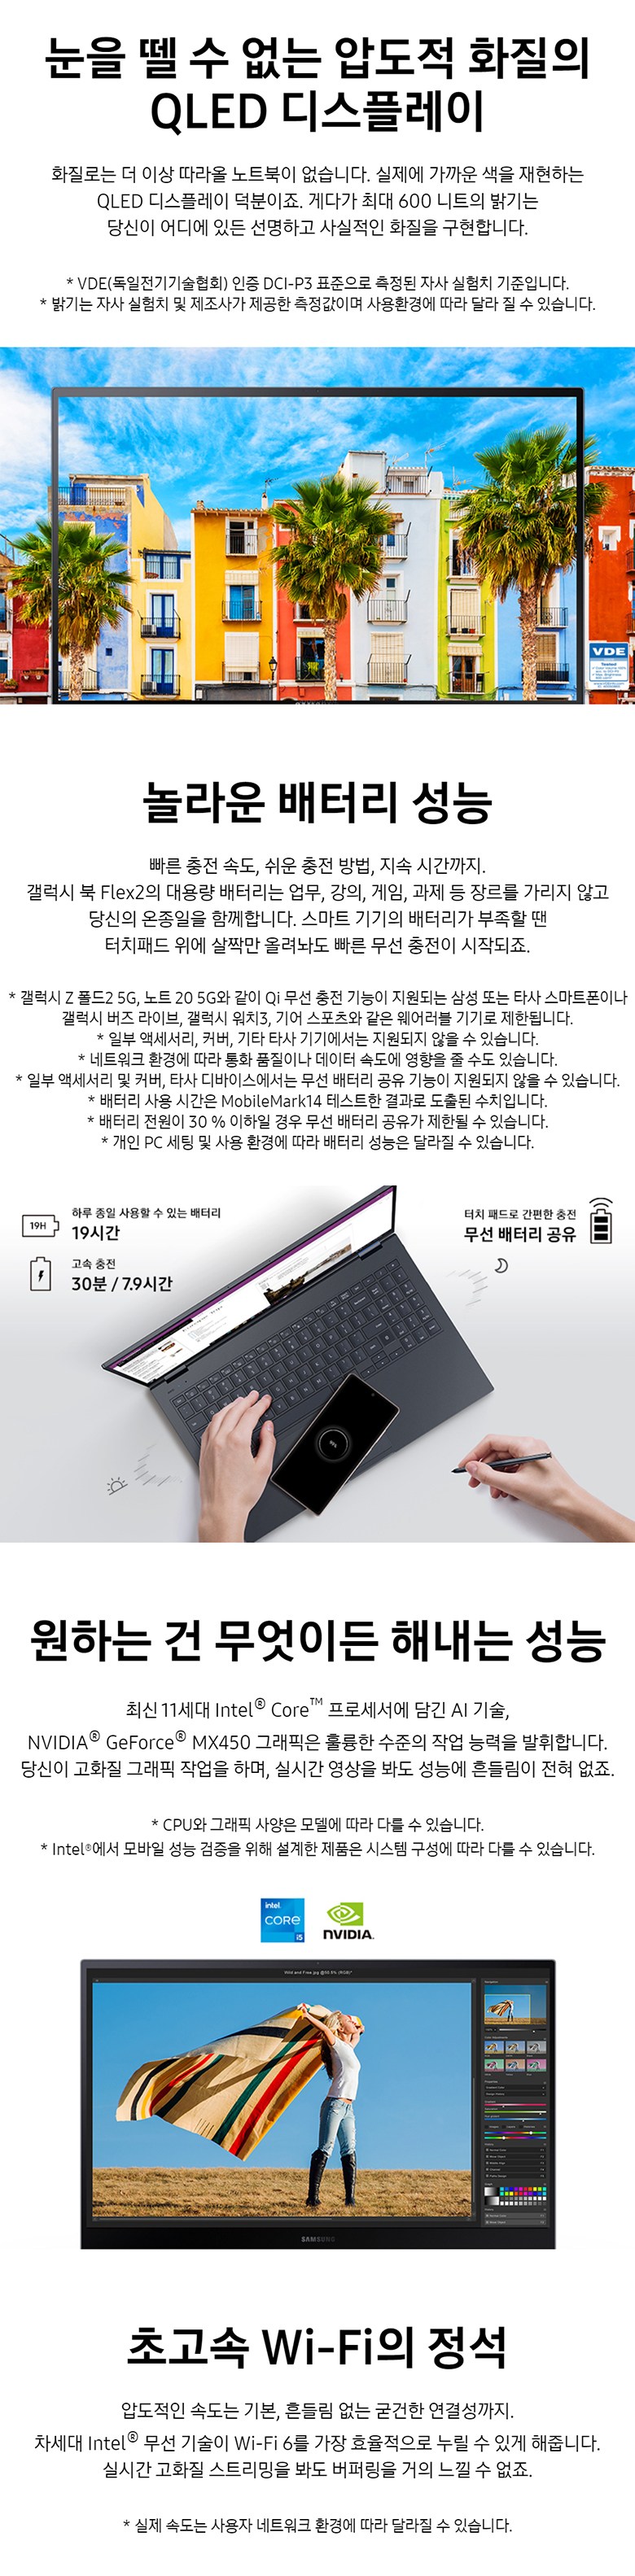 눈을 뗄 수 없는 압도적 화질의
QLED 디스플레이
화질로는 더 이상 따라올 노트북이 없습니다. 실제에 가까운 색을 재현하는
QLED 디스플레이 덕분이죠. 게다가 최대 600 니트의 밝기는
당신이 어디에 있든 선명하고 사실적인 화질을 구현합니다.
* VDE(독일전기기술협회) 인증 DCI-P3 표준으로 측정된 자사 실험치 기준입니다.
* 밝기는 자사 실험치 및 제조사가 제공한 측정값이며 사용환경에 따라 달라 질 수 있습니다.
VDE
Tested
놀라운 배터리 성능
빠른 충전 속도, 쉬운 충전 방법, 지속 시간까지.
갤럭시 북 Flex2의 대용량 배터리는 업무, 강의, 게임, 과제 등 장르를 가리지 않고
당신의 온종일을 함께합니다. 스마트 기기의 배터리가 부족할 땐
터치패드 위에 살짝만 올려놔도 빠른 무선 충전이 시작되죠.
* 갤럭시 Z 폴드2 5G, 노트 20 5G와 같이 Qi 무선 충전 기능이 지원되는 삼성 또는 타사 스마트폰이나
갤럭시 버즈 라이브, 갤럭시 워치3, 기어 스포츠와 같은 웨어러블 기기로 제한됩니다.
* 일부 액세서리, 커버, 기타 타사 기기에서는 지원되지 않을 수 있습니다.
* 네트워크 환경에 따라 통화 품질이나 데이터 속도에 영향을 줄 수도 있습니다.
* 일부 액세서리 및 커버, 타사 디바이스에서는 무선 배터리 공유 기능이 지원되지 않을 수 있습니다.
* 배터리 사용 시간은 MobileMark14 테스트한 결과로 도출된 수치입니다.
* 배터리 전원이 30 % 이하일 경우 무선 배터리 공유가 제한될 수 있습니다.
* 개인 PC 세팅 및 사용 환경에 따라 배터리 성능은 달라질 수 있습니다.
19H
하루 종일 사용할 수 있는 배터리
19시간
고속 충전
30분 / 7.9시간
터치 패드로 간편한 충전
무선 배터리 공유
원하는 건 무엇이든 해내는 성능
최신 11세대 Intel® Core™ 프로세서에 담긴 AI 기술,
NVIDIA® GeForce® MX450 그래픽은 훌륭한 수준의 작업 능력을 발휘합니다.
당신이 고화질 그래픽 작업을 하며, 실시간 영상을 봐도 성능에 흔들림이 전혀 없죠.
* CPU와 그래픽 사양은 모델에 따라 다를 수 있습니다.
* Intel®에서 모바일 성능 검증을 위해 설계한 제품은 시스템 구성에 따라 다를 수 있습니다.
intel.
CORE
i5
NVIDIA.
SAMSUNG
초고속 Wi-Fi의 정석
압도적인 속도는 기본, 흔들림 없는 굳건한 연결성까지.
차세대 Intel® 무선 기술이 Wi-Fi 6를 가장 효율적으로 누릴 수 있게 해줍니다.
실시간 고화질 스트리밍을 봐도 버퍼링을 거의 느낄 수 없죠.
* 실제 속도는 사용자 네트워크 환경에 따라 달라질 수 있습니다.